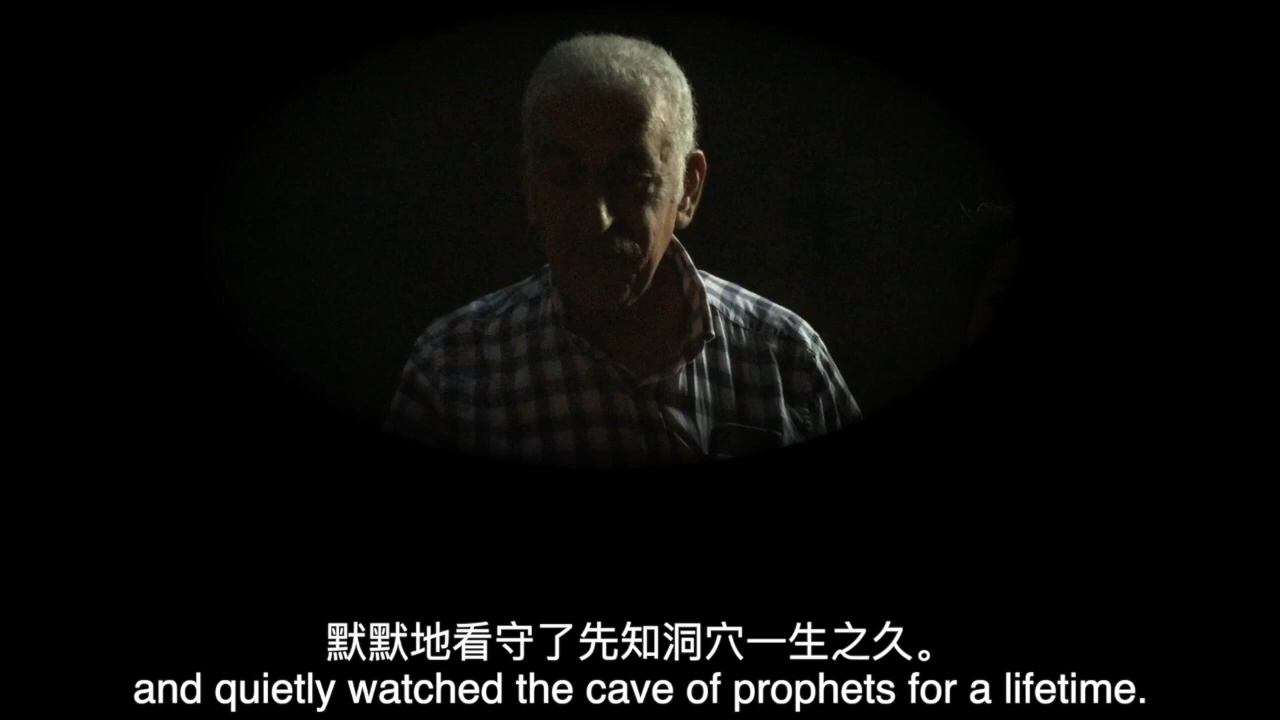 默默地看守了先知洞穴一生之久。
and quietly watched the cave of prophets for a lifetime.